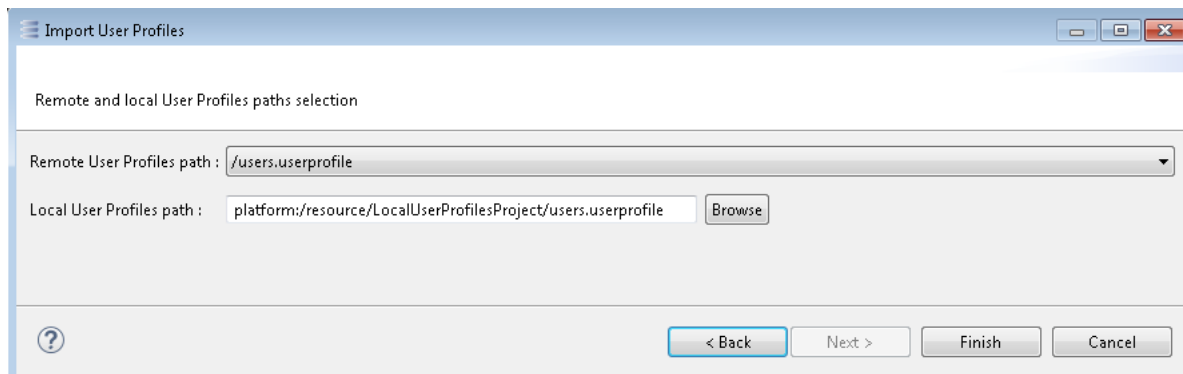 Import User Profiles
Remote and local User Profiles paths selection
Remote User Profiles path : /users.userprofile
Local User Profiles path : platform:/resource/LocalUserProfilesProject/users.userprofile Browse
? < Back Next > Finish Cancel